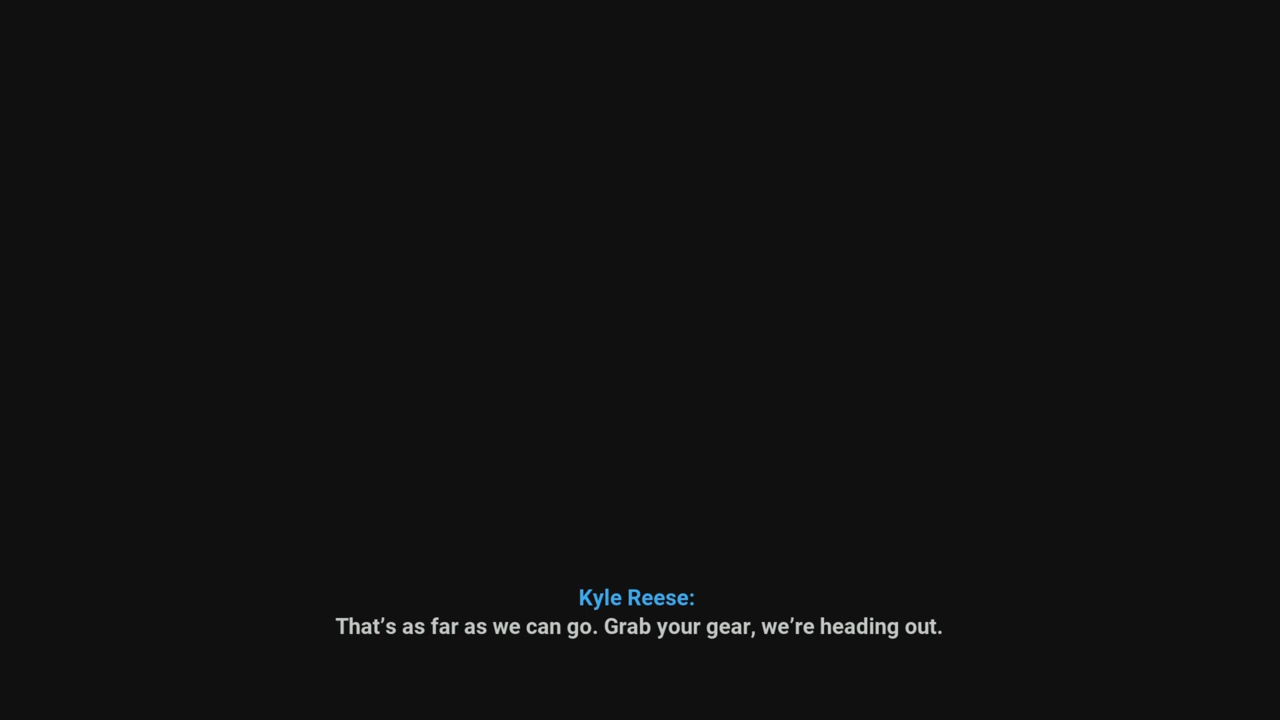 Kyle Reese:
That’s as far as we can go. Grab your gear, we’re heading out.